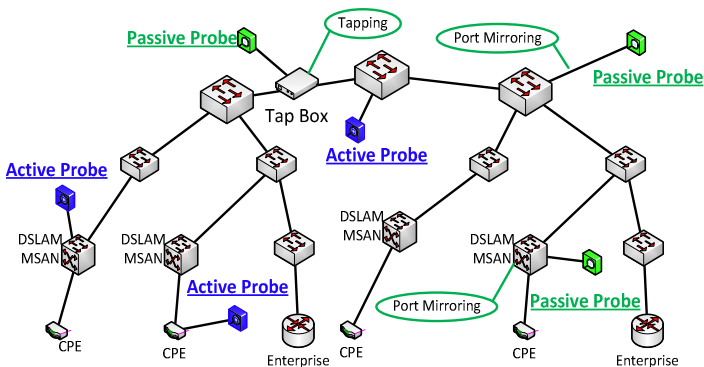 Tapping
Passive Probe
Port Mirroring
Passive Probe
Tap Box
Active Probe
Active Probe
DSLAM
MSAN
DSLAM
MSAN
DSLAM
MSAN
DSLAM
MSAN
Active Probe
Passive Probe
Port Mirroring
CPE
CPE
Enterprise
CPE
CPE
Enterprise